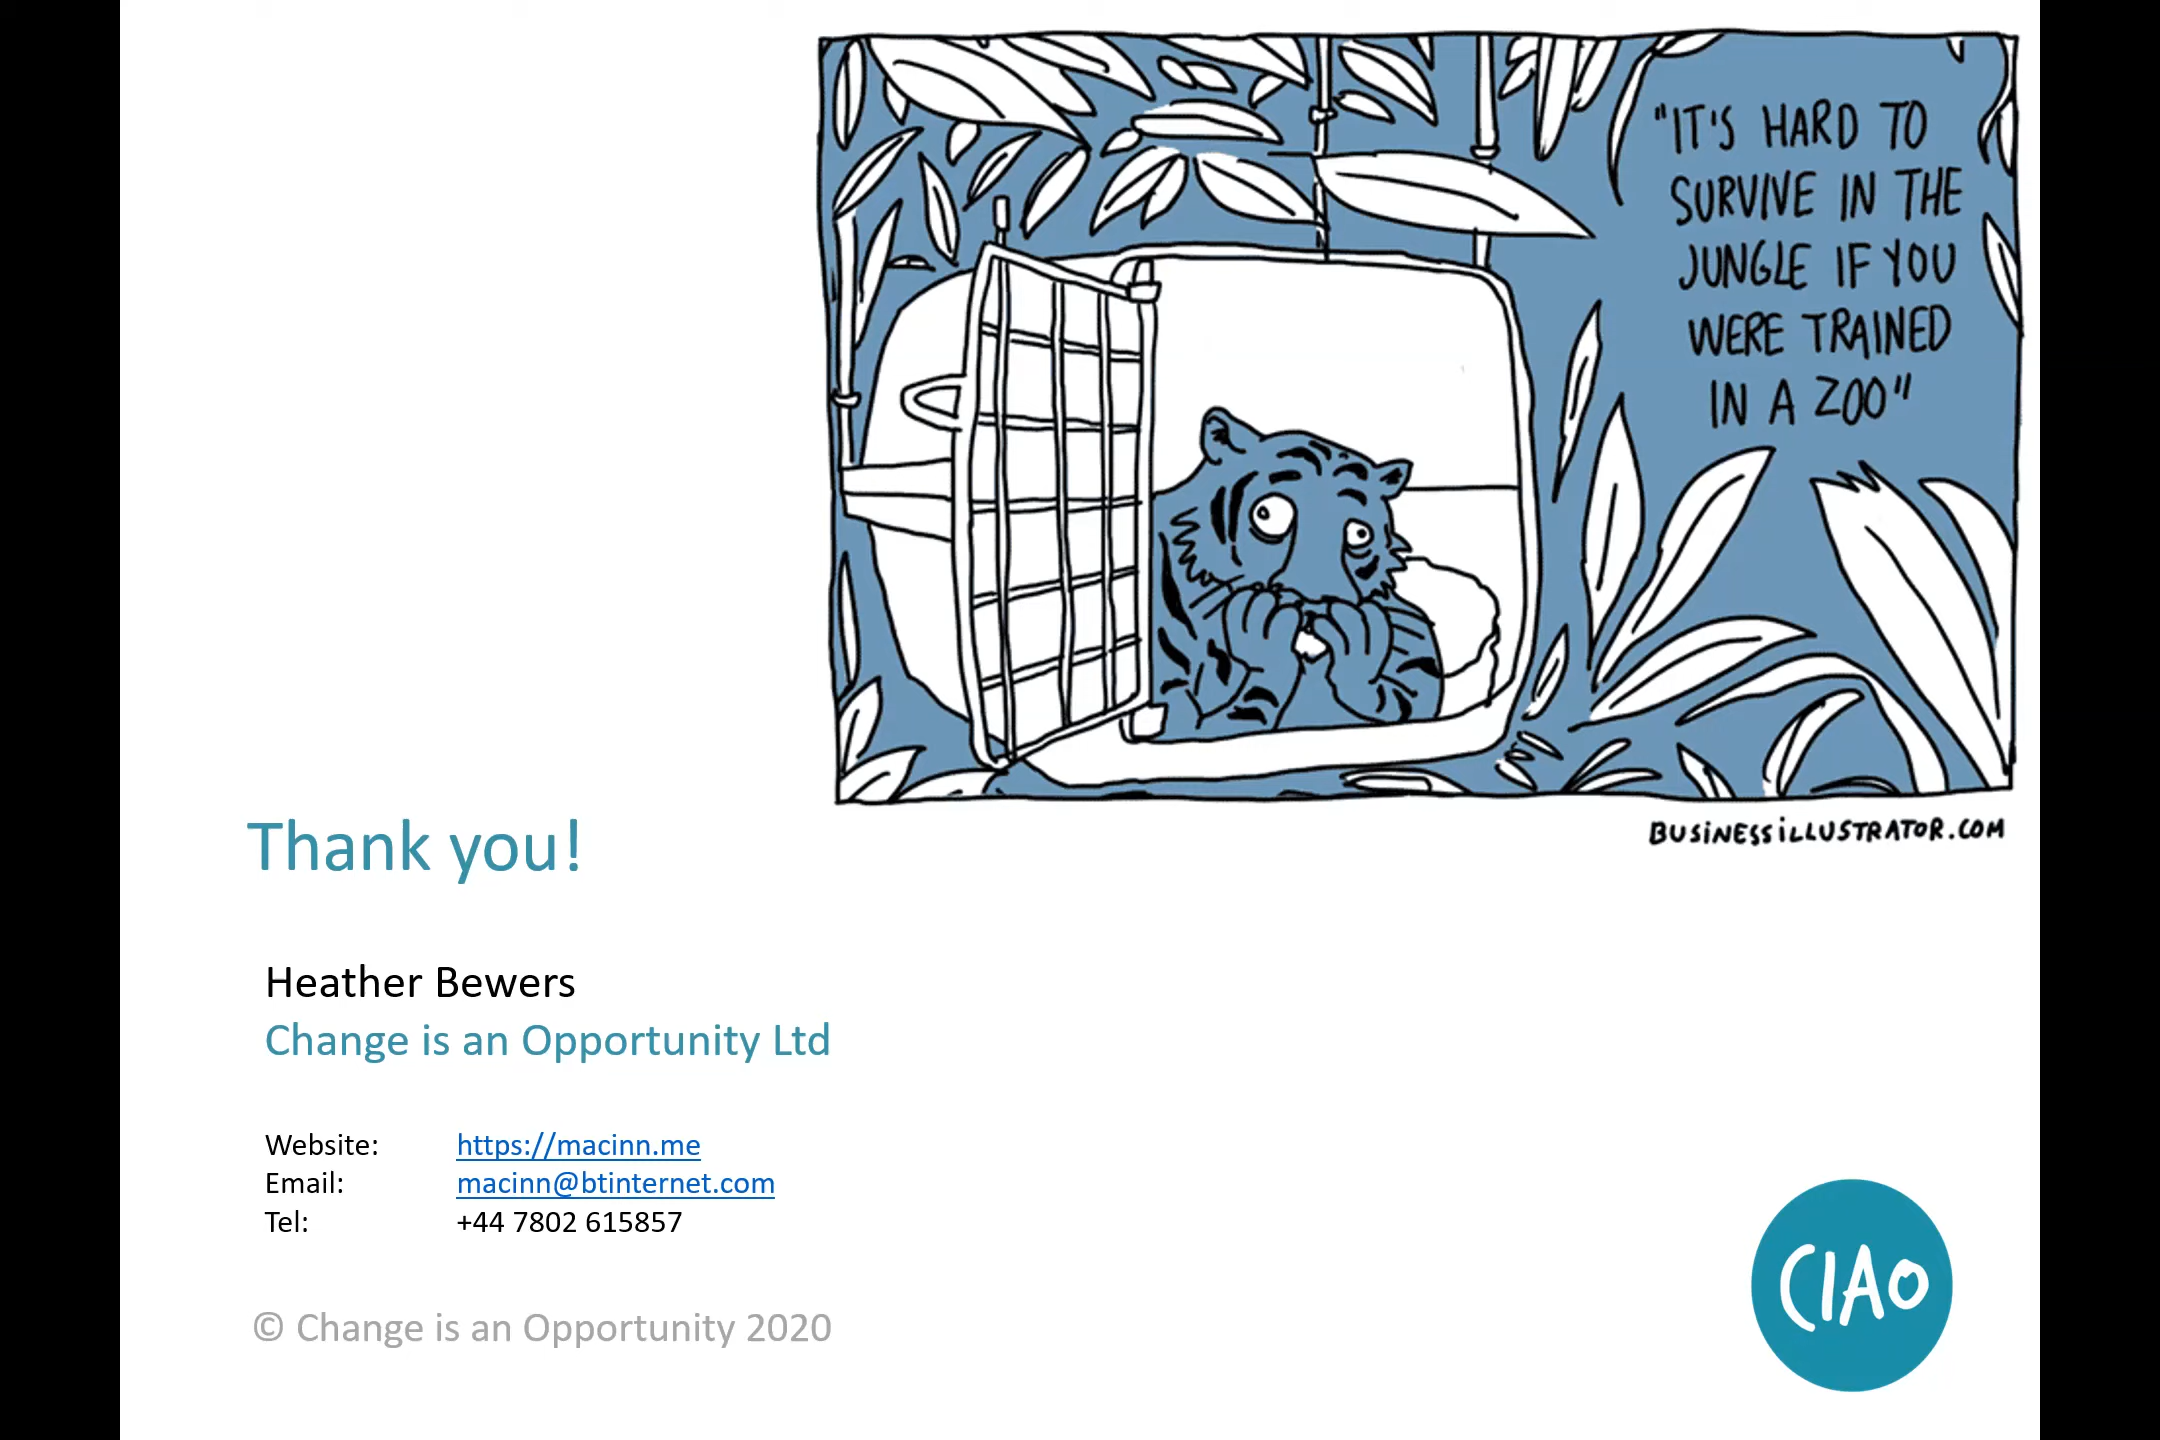 "IT'S HARD TO
SURVIVE IN THE
JUNGLE IF YOU
WERE TRAINED
IN A ZOO"
BUSINESSILLUSTRATOR.COM
Thank you!
Heather Bewers
Change is an Opportunity Ltd
Website: https://macinn.me
Email: macinn@btinternet.com
Tel: +44 7802 615857
© Change is an Opportunity 2020
CIAO